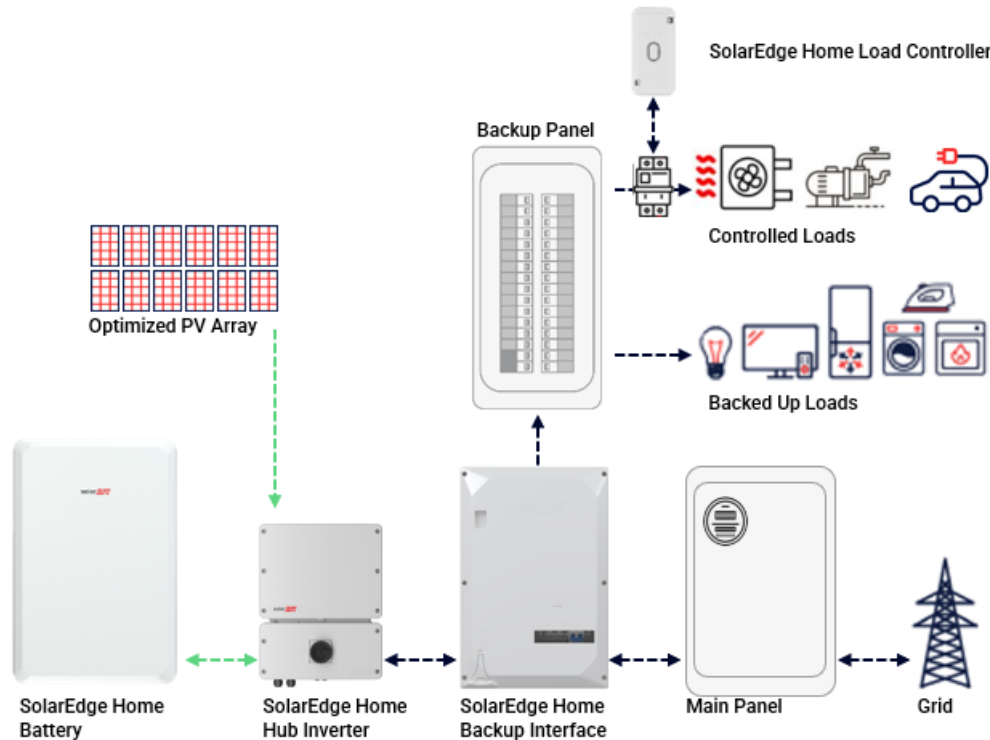 SolarEdge Home Load Controller
Backup Panel
Controlled Loads
Optimized PV Array
Backed Up Loads
SolarEdge Home
Battery
SolarEdge Home
Hub Inverter
SolarEdge Home
Backup Interface
Main Panel
Grid